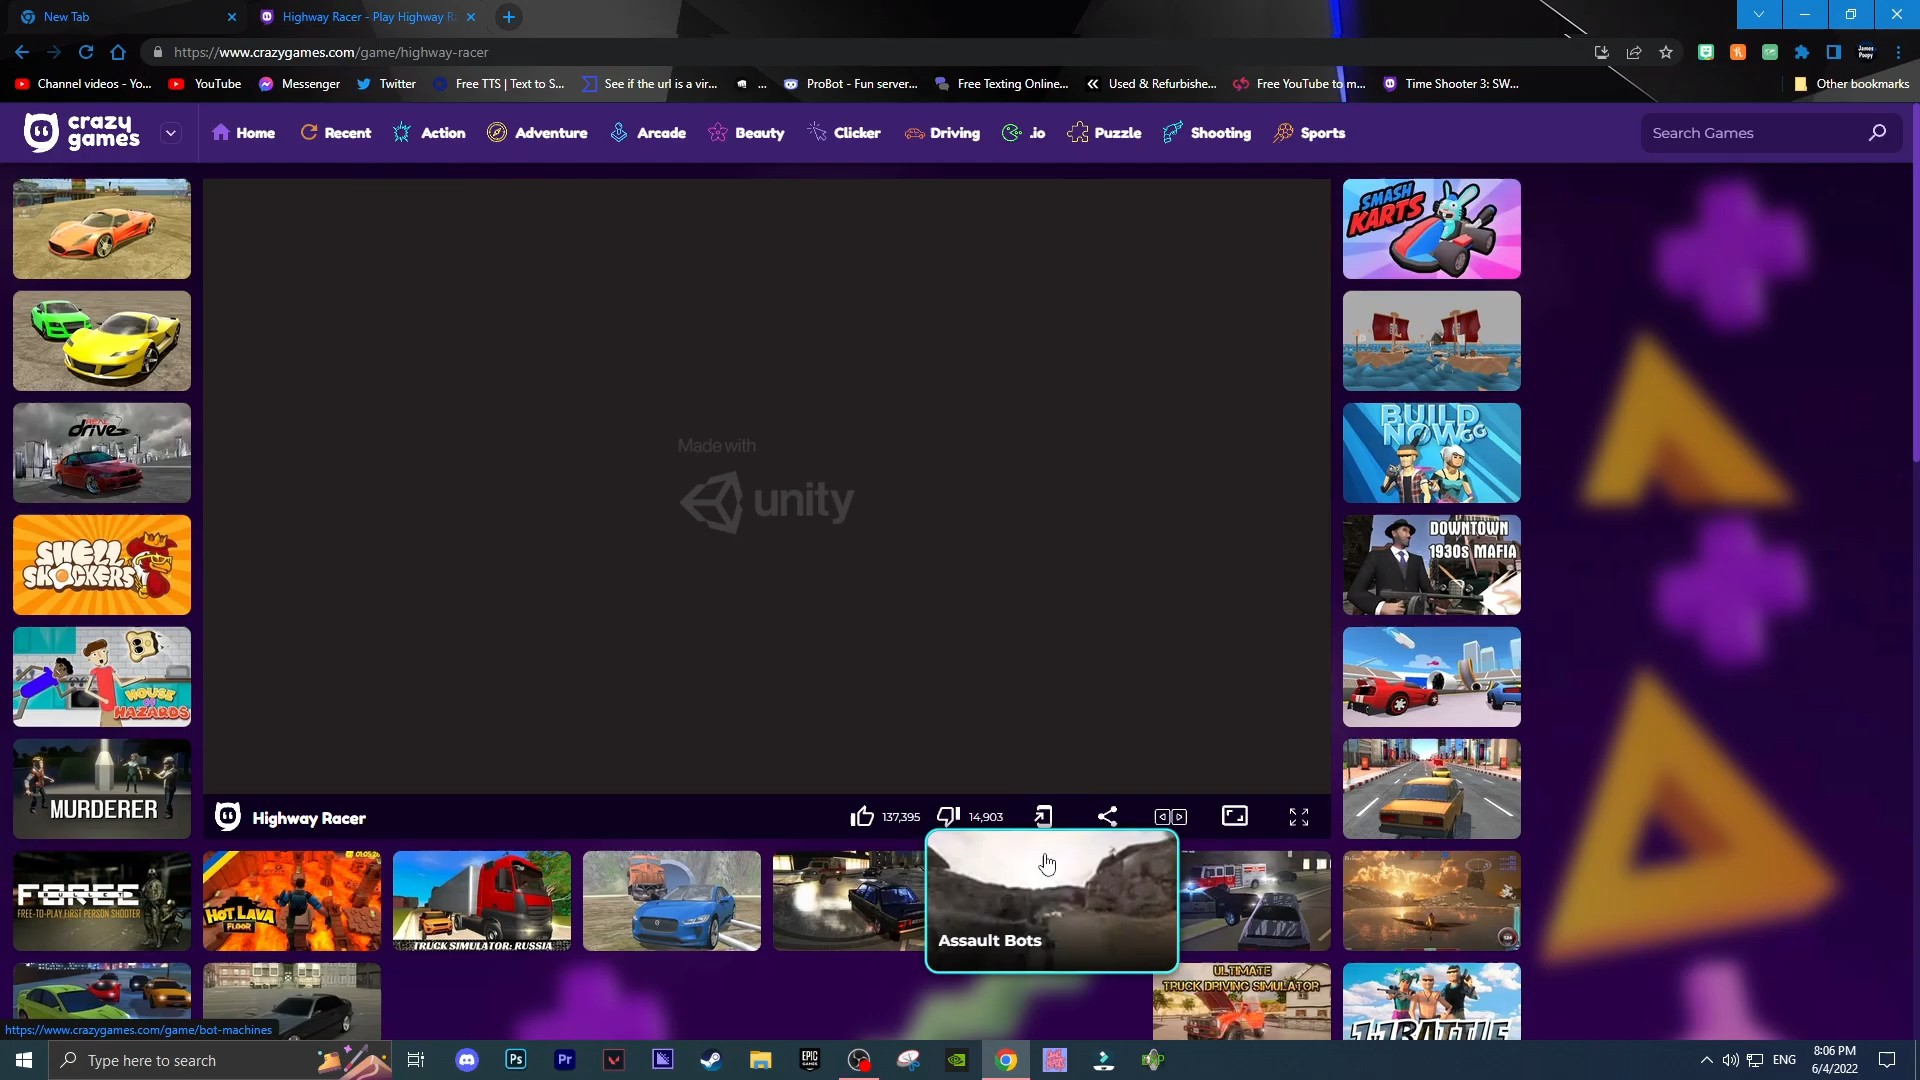 New Tab
Highway Racer - Play Highway R
https://www.crazygames.com/game/highway-racer
Channel videos - Yo...
YouTube
Messenger
Twitter
Free TTS | Text to S...
See if the url is a vir...
...
ProBot - Fun server...
Free Texting Online...
Used & Refurbishe...
Free YouTube to m...
Time Shooter 3: SW...
Other bookmarks
crazy games
Home
Recent
Action
Adventure
Arcade
Beauty
Clicker
Driving
.io
Puzzle
Shooting
Sports
Search Games
SMASH KARTS
drive
BUILD NOW GG
Made with
unity
SHELL SHOCKERS
DOWNTOWN 1930s MAFIA
HOUSE OF HAZARDS
MURDERER
Highway Racer
137,395
14,903
FORCE
FREE-TO-PLAY FIRST PERSON SHOOTER
HOT LAVA FLOOR
TRUCK SIMULATOR: RUSSIA
Assault Bots
ULTIMATE TRUCK DRIVING SIMULATOR
1v1 BATTLE
https://www.crazygames.com/game/bot-machines
Type here to search
Ps
Pr
EPIC GAMES
ENG
8:06 PM
6/4/2022